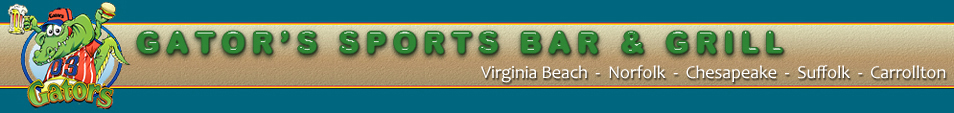 GATOR'S SPORTS BAR & GRILL
Virginia Beach - Norfolk - Chesapeake - Suffolk - Carrollton
03
Gators